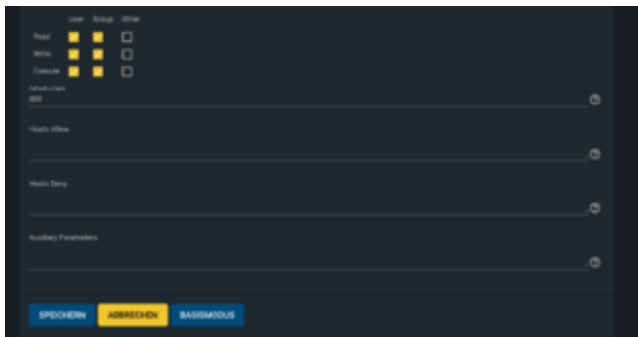 User Group Other
Read
Write
Execute
Default umask
000
Hosts Allow
Hosts Deny
Auxiliary Parameters
SPEICHERN ABBRECHEN BASISMODUS